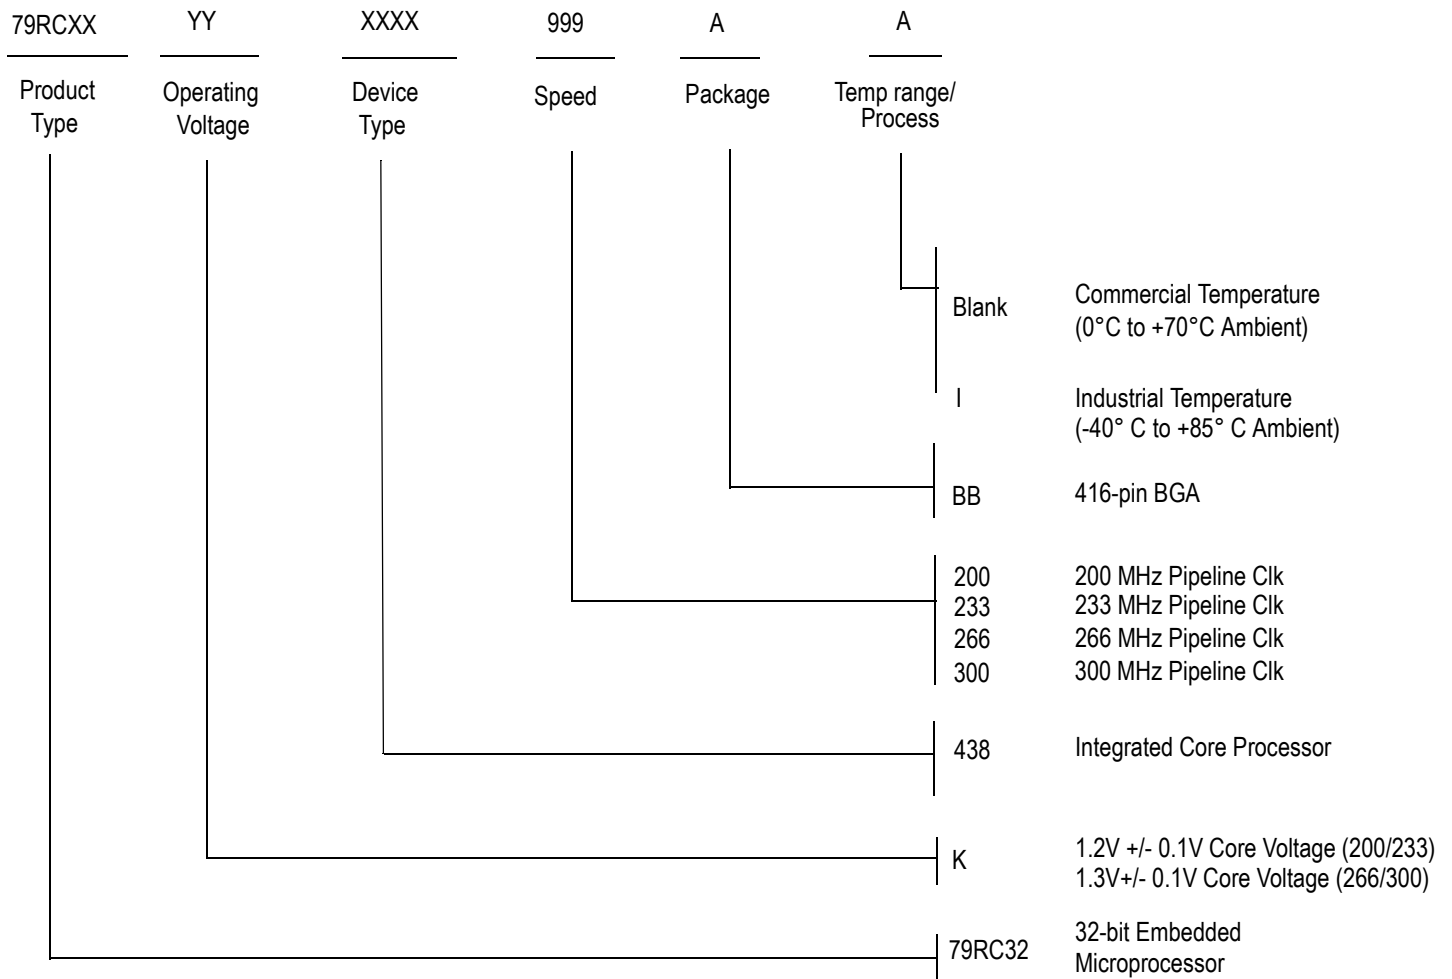 79RCXX YY XXXX 999 A A
Product Type
Operating Voltage
Device Type
Speed
Package
Temp range/
Process
Blank Commercial Temperature
(0°C to +70°C Ambient)
I Industrial Temperature
(-40° C to +85° C Ambient)
BB 416-pin BGA
200 200 MHz Pipeline Clk
233 233 MHz Pipeline Clk
266 266 MHz Pipeline Clk
300 300 MHz Pipeline Clk
438 Integrated Core Processor
K 1.2V +/- 0.1V Core Voltage (200/233)
1.3V+/- 0.1V Core Voltage (266/300)
79RC32 32-bit Embedded
Microprocessor